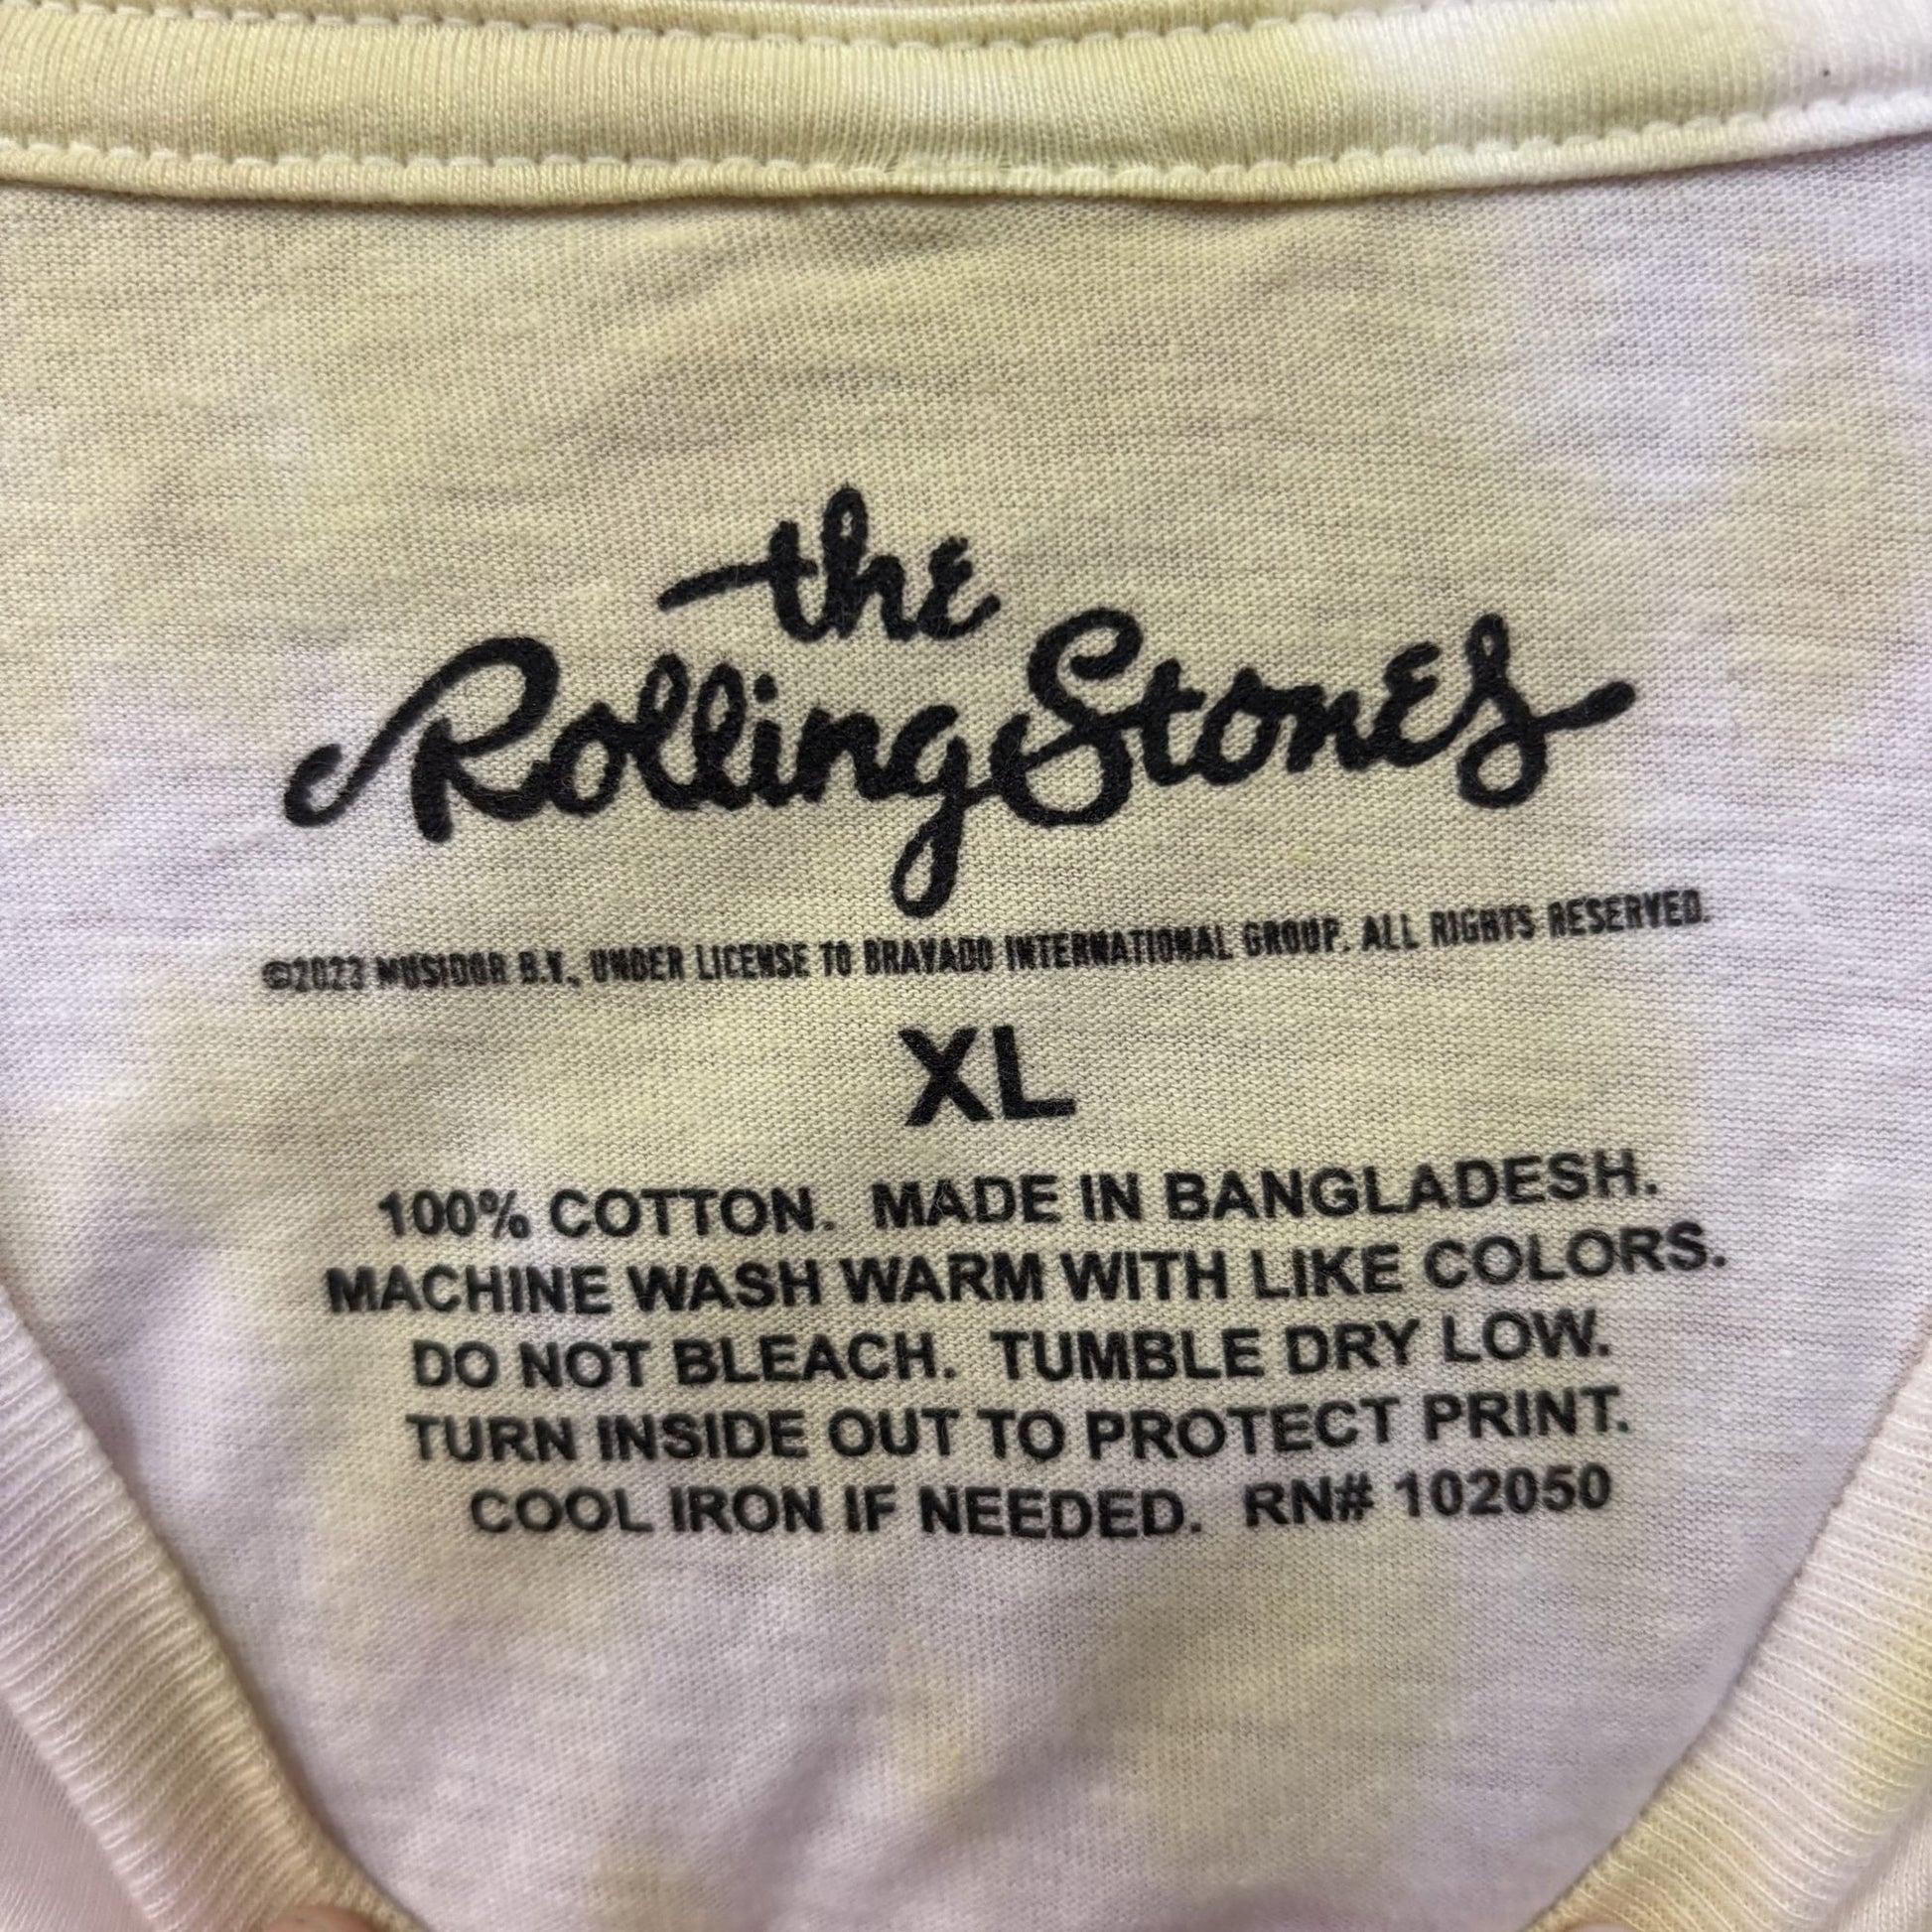 the
Rolling Stones
©2023 MUSIDOR B.V., UNDER LICENSE TO BRAVADO INTERNATIONAL GROUP. ALL RIGHTS RESERVED.
XL
100% COTTON. MADE IN BANGLADESH.
MACHINE WASH WARM WITH LIKE COLORS.
DO NOT BLEACH. TUMBLE DRY LOW.
TURN INSIDE OUT TO PROTECT PRINT.
COOL IRON IF NEEDED. RN# 102050